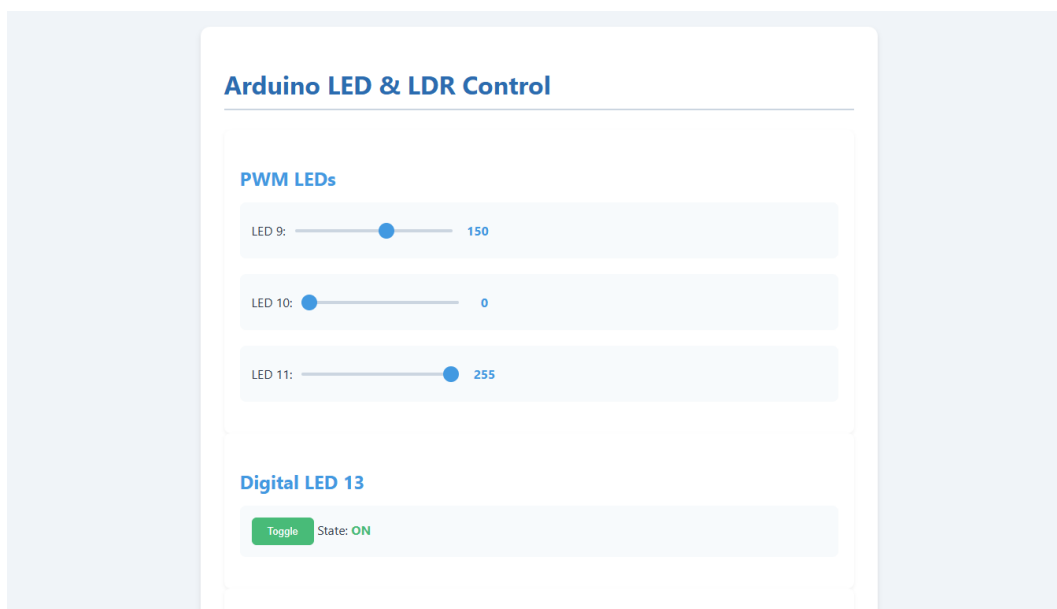 Arduino LED & LDR Control
PWM LEDs
LED 9: 150
LED 10: 0
LED 11: 255
Digital LED 13
Toggle State: ON